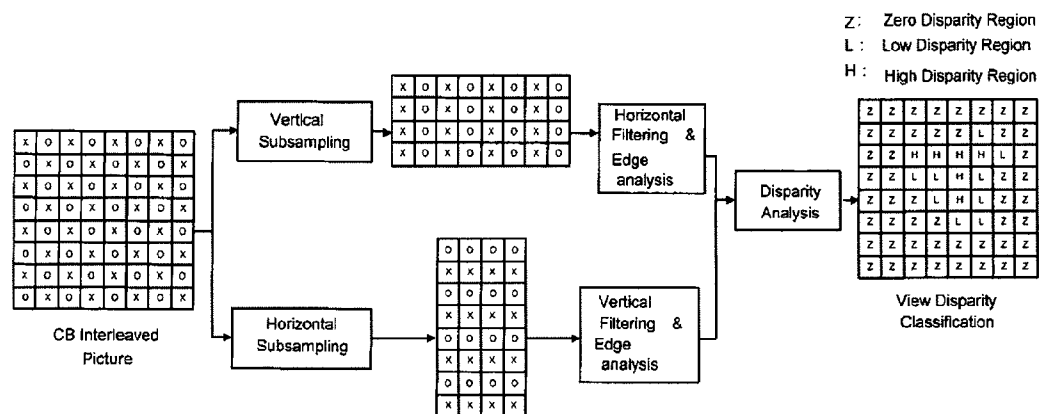 Z: Zero Disparity Region
L : Low Disparity Region
H : High Disparity Region
x o x o x o x o
o x o x o x o x
x o x o x o x o
o x o x o x o x
x o x o x o x o
o x o x o x o x
x o x o x o x o
o x o x o x o x
CB Interleaved
Picture
Vertical
Subsampling
x o x o x o x o
x o x o x o x o
x o x o x o x o
x o x o x o x o
Horizontal
Filtering &
Edge
analysis
Horizontal
Subsampling
o o o o
x x x x
o o o o
x x x x
o o o o
x x x x
o o o o
x x x x
Vertical
Filtering &
Edge
analysis
Disparity
Analysis
Z Z Z Z Z Z Z Z
Z Z Z Z Z L Z Z
Z Z H H H H L Z
Z Z L L H L Z Z
Z Z Z L H L Z Z
Z Z Z Z L L Z Z
Z Z Z Z Z Z Z Z
Z Z Z Z Z Z Z Z
View Disparity
Classification